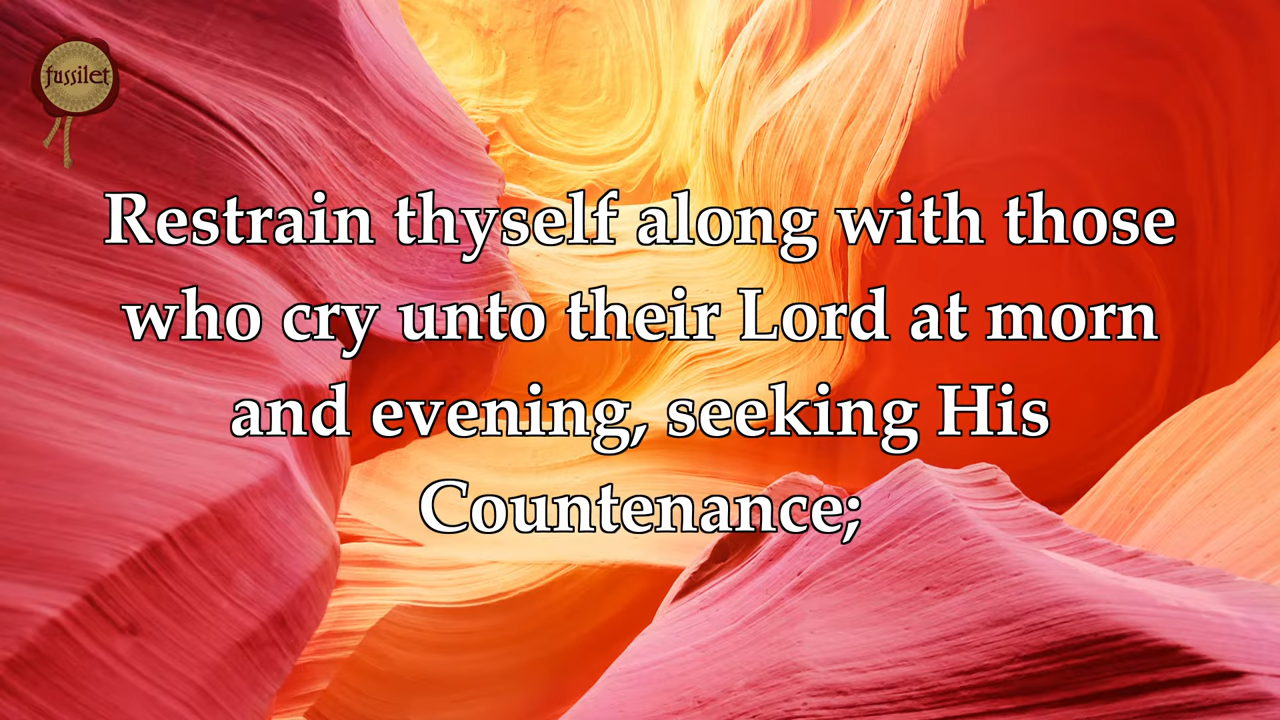 fussilet
Restrain thyself along with those
who cry unto their Lord at morn
and evening, seeking His
Countenance;